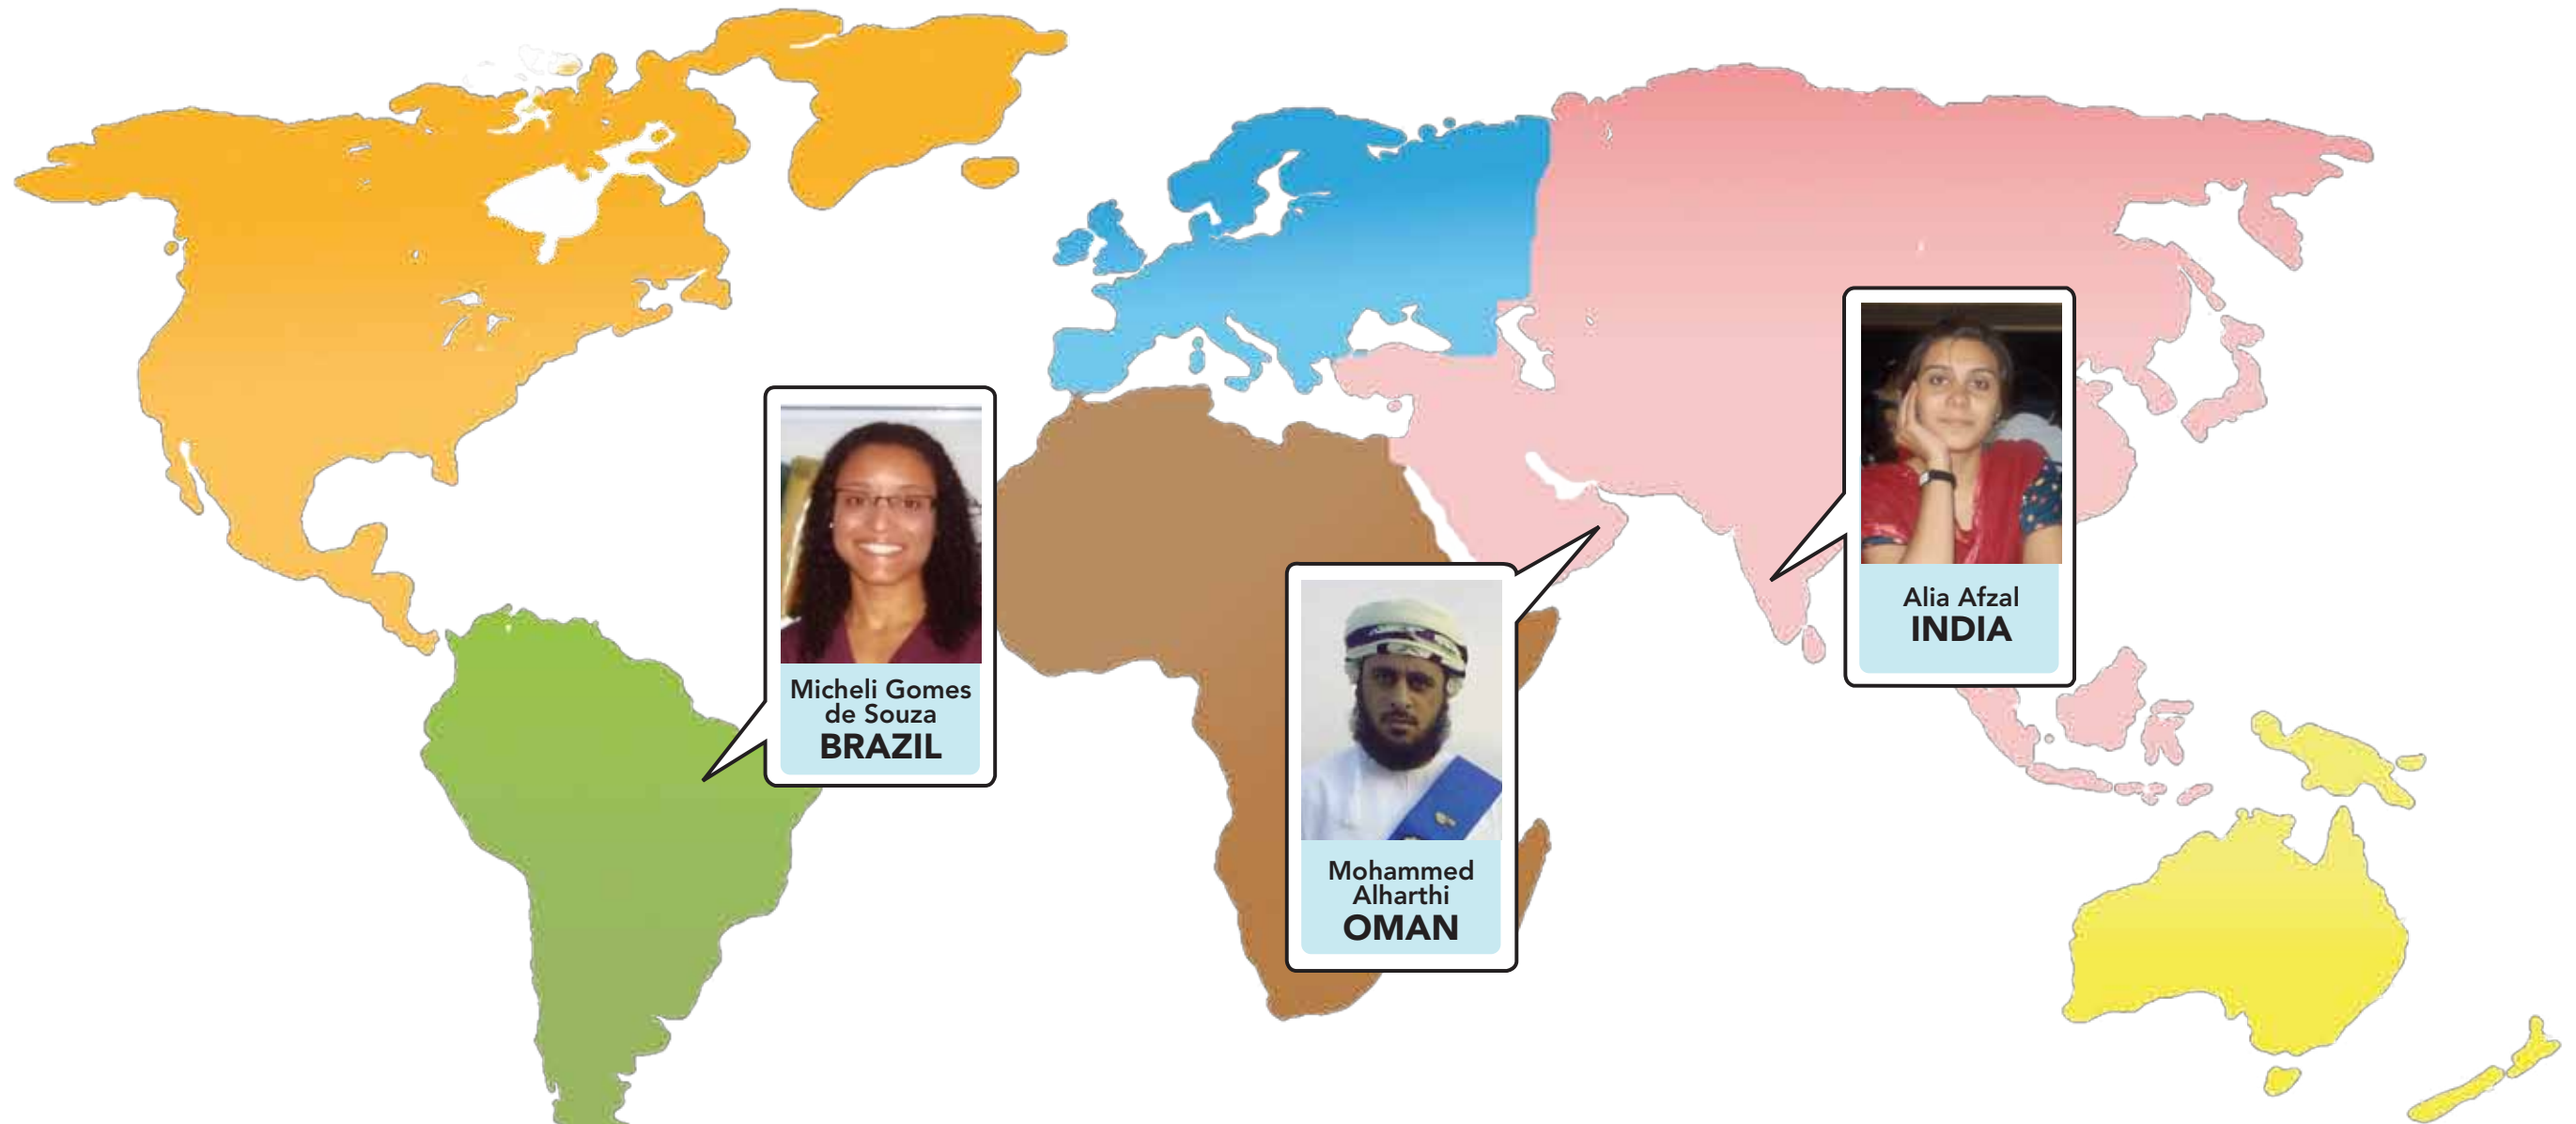 Micheli Gomes
de Souza
BRAZIL
Mohammed
Alharthi
OMAN
Alia Afzal
INDIA